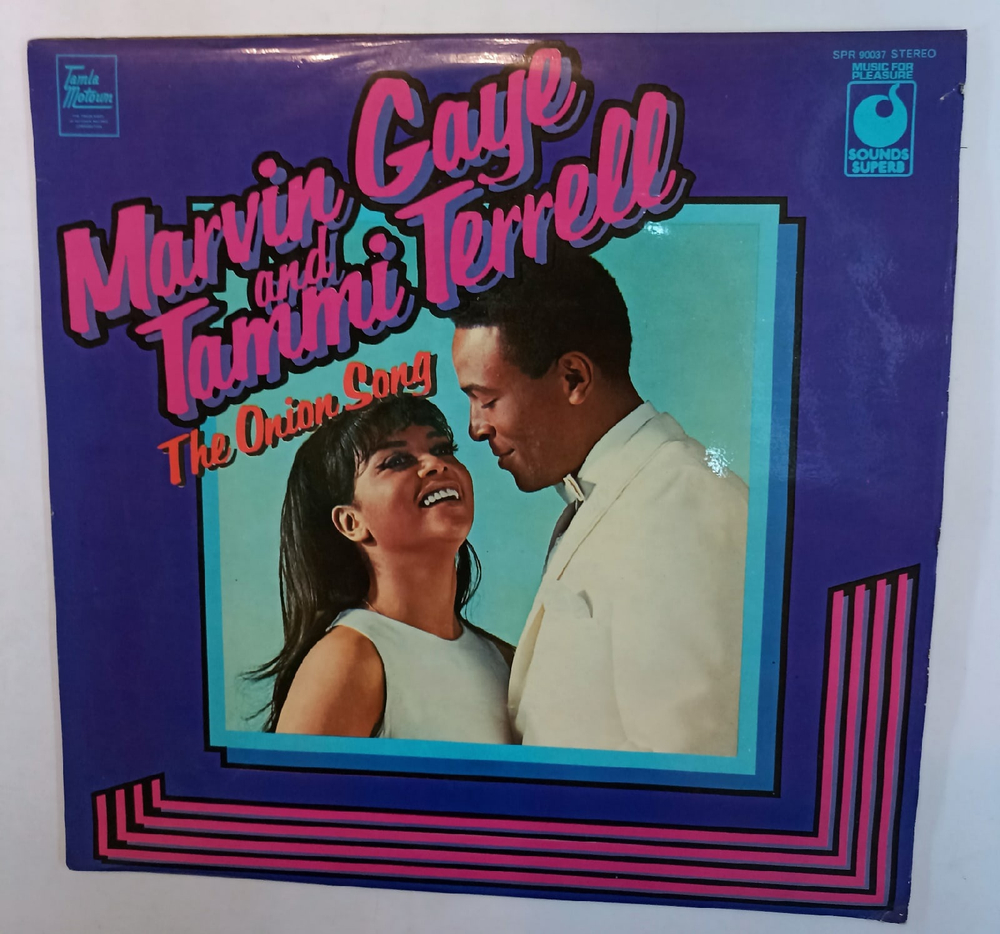 Tamla
Motown
SPR 90037 STEREO
MUSIC FOR
PLEASURE
SOUNDS
SUPERB
Marvin Gaye
and
Tammi Terrell
The Onion Song